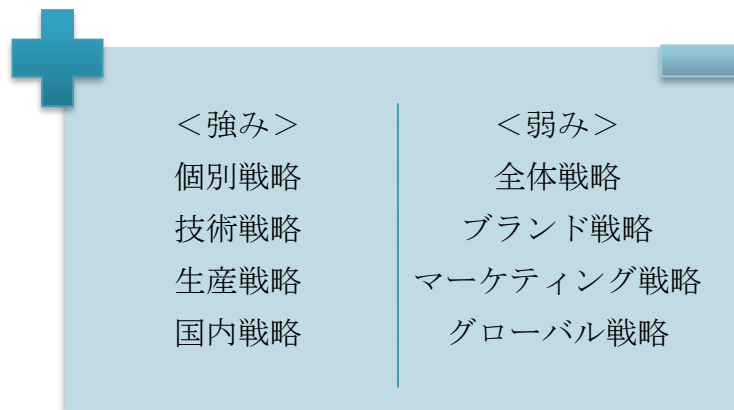 ＜強み＞
個別戦略
技術戦略
生産戦略
国内戦略
＜弱み＞
全体戦略
ブランド戦略
マーケティング戦略
グローバル戦略